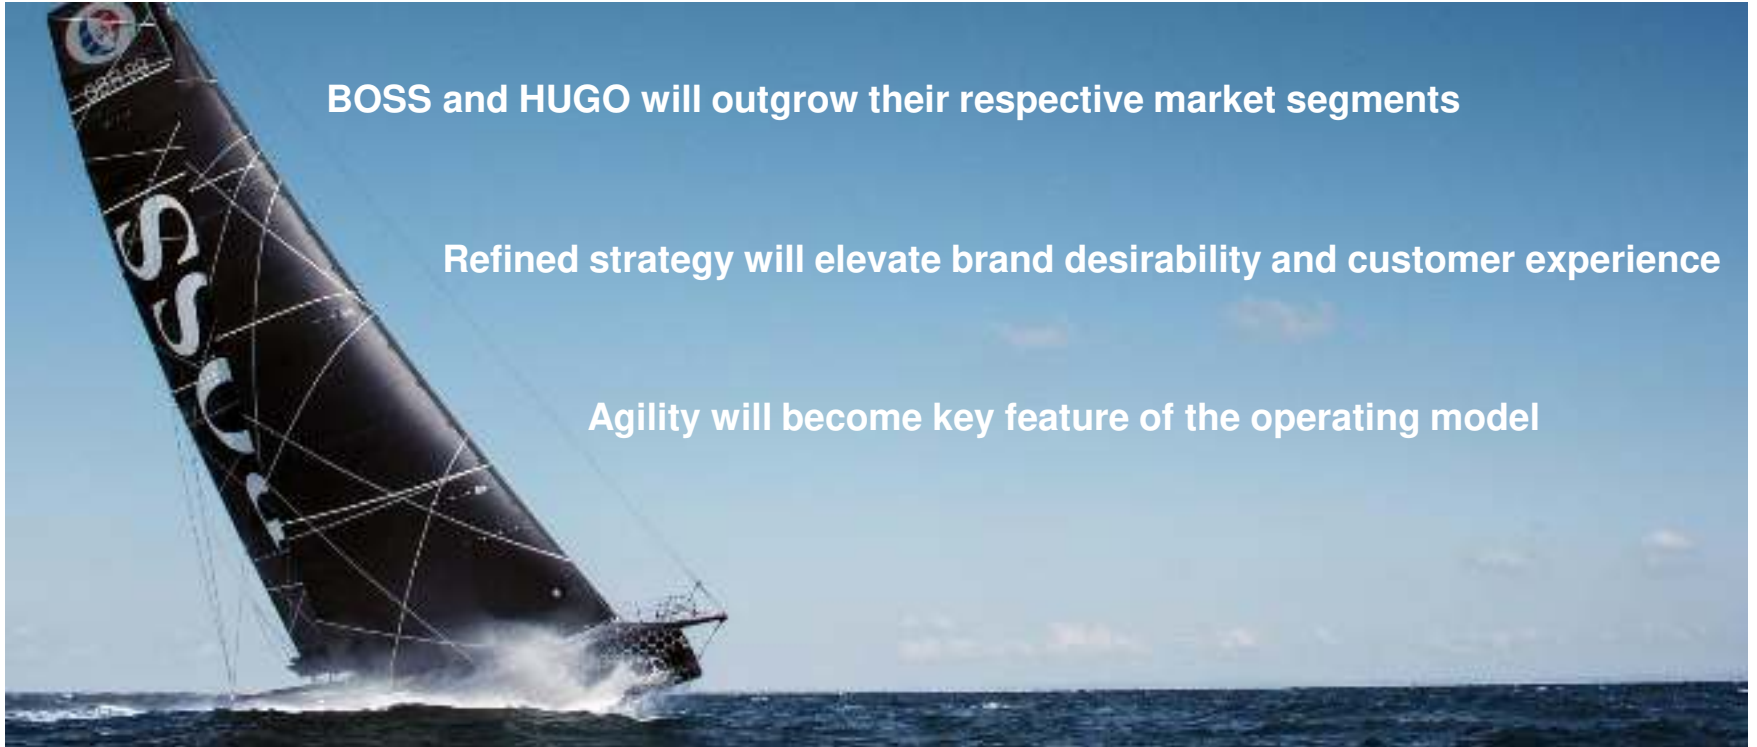 BOSS and HUGO will outgrow their respective market segments
Refined strategy will elevate brand desirability and customer experience
Agility will become key feature of the operating model